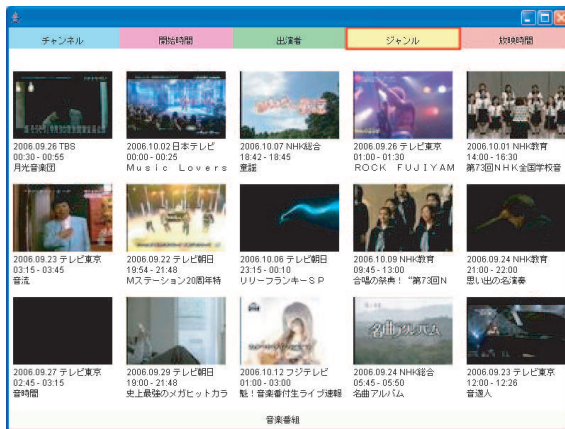 チャンネル
開始時間
出演者
ジャンル
放映時間
2006.09.26 TBS
00:30 - 00:55
月光音楽団
2006.10.02 日本テレビ
00:00 - 00:25
Ｍｕｓｉｃ　Ｌｏｖｅｒｓ
2006.10.07 NHK総合
18:42 - 18:45
童謡
2006.09.26 テレビ東京
01:00 - 01:30
ＲＯＣＫ　ＦＵＪＩＹＡＭ
2006.10.01 NHK教育
14:00 - 16:30
第73回ＮＨＫ全国学校音
2006.09.23 テレビ東京
03:15 - 03:45
音流
2006.09.22 テレビ朝日
19:54 - 21:48
Ｍステーション20周年特
2006.10.06 テレビ朝日
23:15 - 00:10
リリーフランキーＳＰ
2006.10.09 NHK教育
09:45 - 13:00
合唱の祭典！“第73回Ｎ
2006.09.24 NHK教育
21:00 - 22:00
思い出の名演奏
名曲アルバム
2006.09.27 テレビ東京
02:45 - 03:15
音時間
2006.09.29 テレビ朝日
19:00 - 21:48
史上最強のメガヒットカラ
2006.10.12 フジテレビ
01:00 - 03:00
魁！音楽番付生ライブ速報
2006.09.24 NHK総合
05:45 - 05:50
名曲アルバム
2006.09.23 テレビ東京
12:00 - 12:26
音遊人
音楽番組